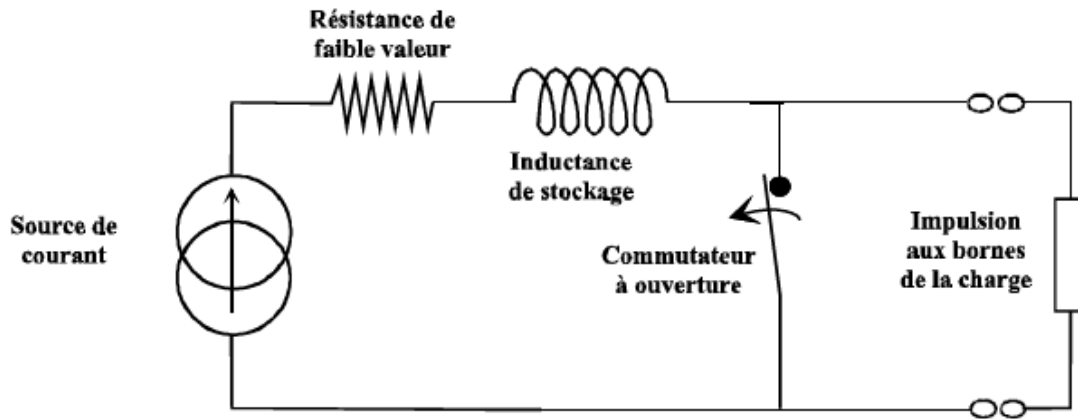 Résistance de
faible valeur
Inductance
de stockage
Source de
courant
Commutateur
à ouverture
Impulsion
aux bornes
de la charge